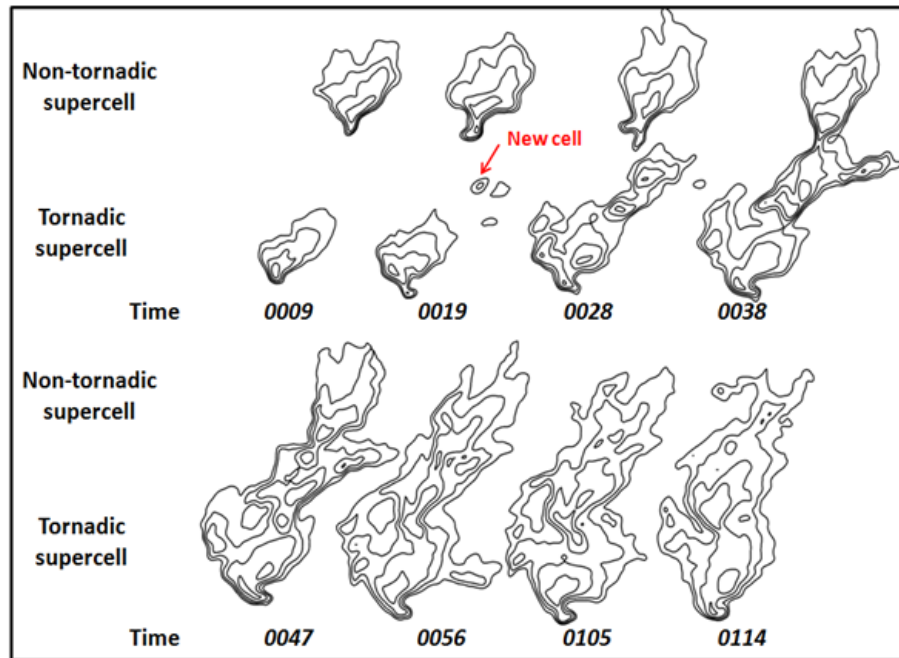 Non-tornadic
supercell
New cell
Tornadic
supercell
Time 0009 0019 0028 0038
Non-tornadic
supercell
Tornadic
supercell
Time 0047 0056 0105 0114